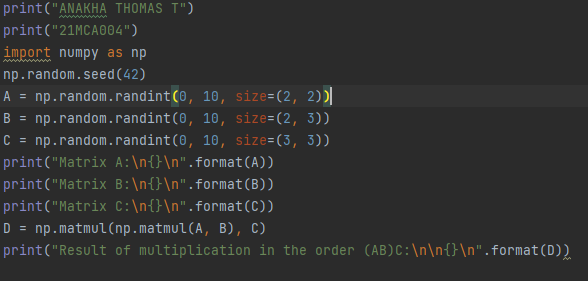 print("ANAKHA THOMAS T")
print("21MCA004")
import numpy as np
np.random.seed(42)
A = np.random.randint(0, 10, size=(2, 2))
B = np.random.randint(0, 10, size=(2, 3))
C = np.random.randint(0, 10, size=(3, 3))
print("Matrix A:\n{}\n".format(A))
print("Matrix B:\n{}\n".format(B))
print("Matrix C:\n{}\n".format(C))
D = np.matmul(np.matmul(A, B), C)
print("Result of multiplication in the order (AB)C:\n\n{}\n".format(D))